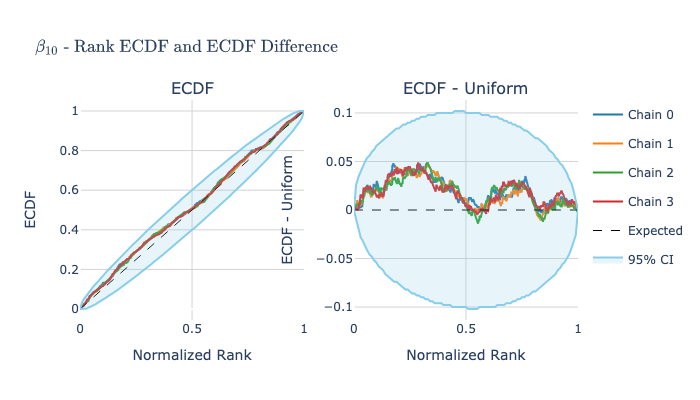 β₁₀ - Rank ECDF and ECDF Difference
ECDF
ECDF - Uniform
1
0.8
0.6
0.4
0.2
0
ECDF
0
0.5
1
Normalized Rank
0.1
0.05
0
−0.05
−0.1
ECDF - Uniform
0
0.5
1
Normalized Rank
Chain 0
Chain 1
Chain 2
Chain 3
Expected
95% CI